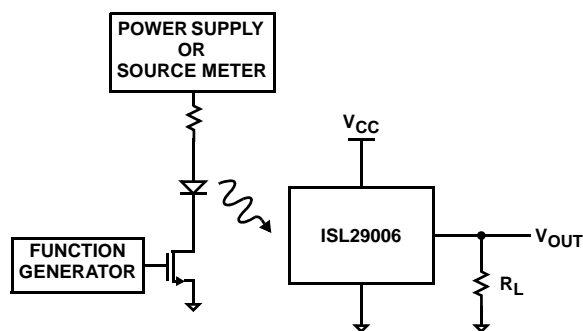 POWER SUPPLY
OR
SOURCE METER
VCC
ISL29006
VOUT
FUNCTION
GENERATOR
RL